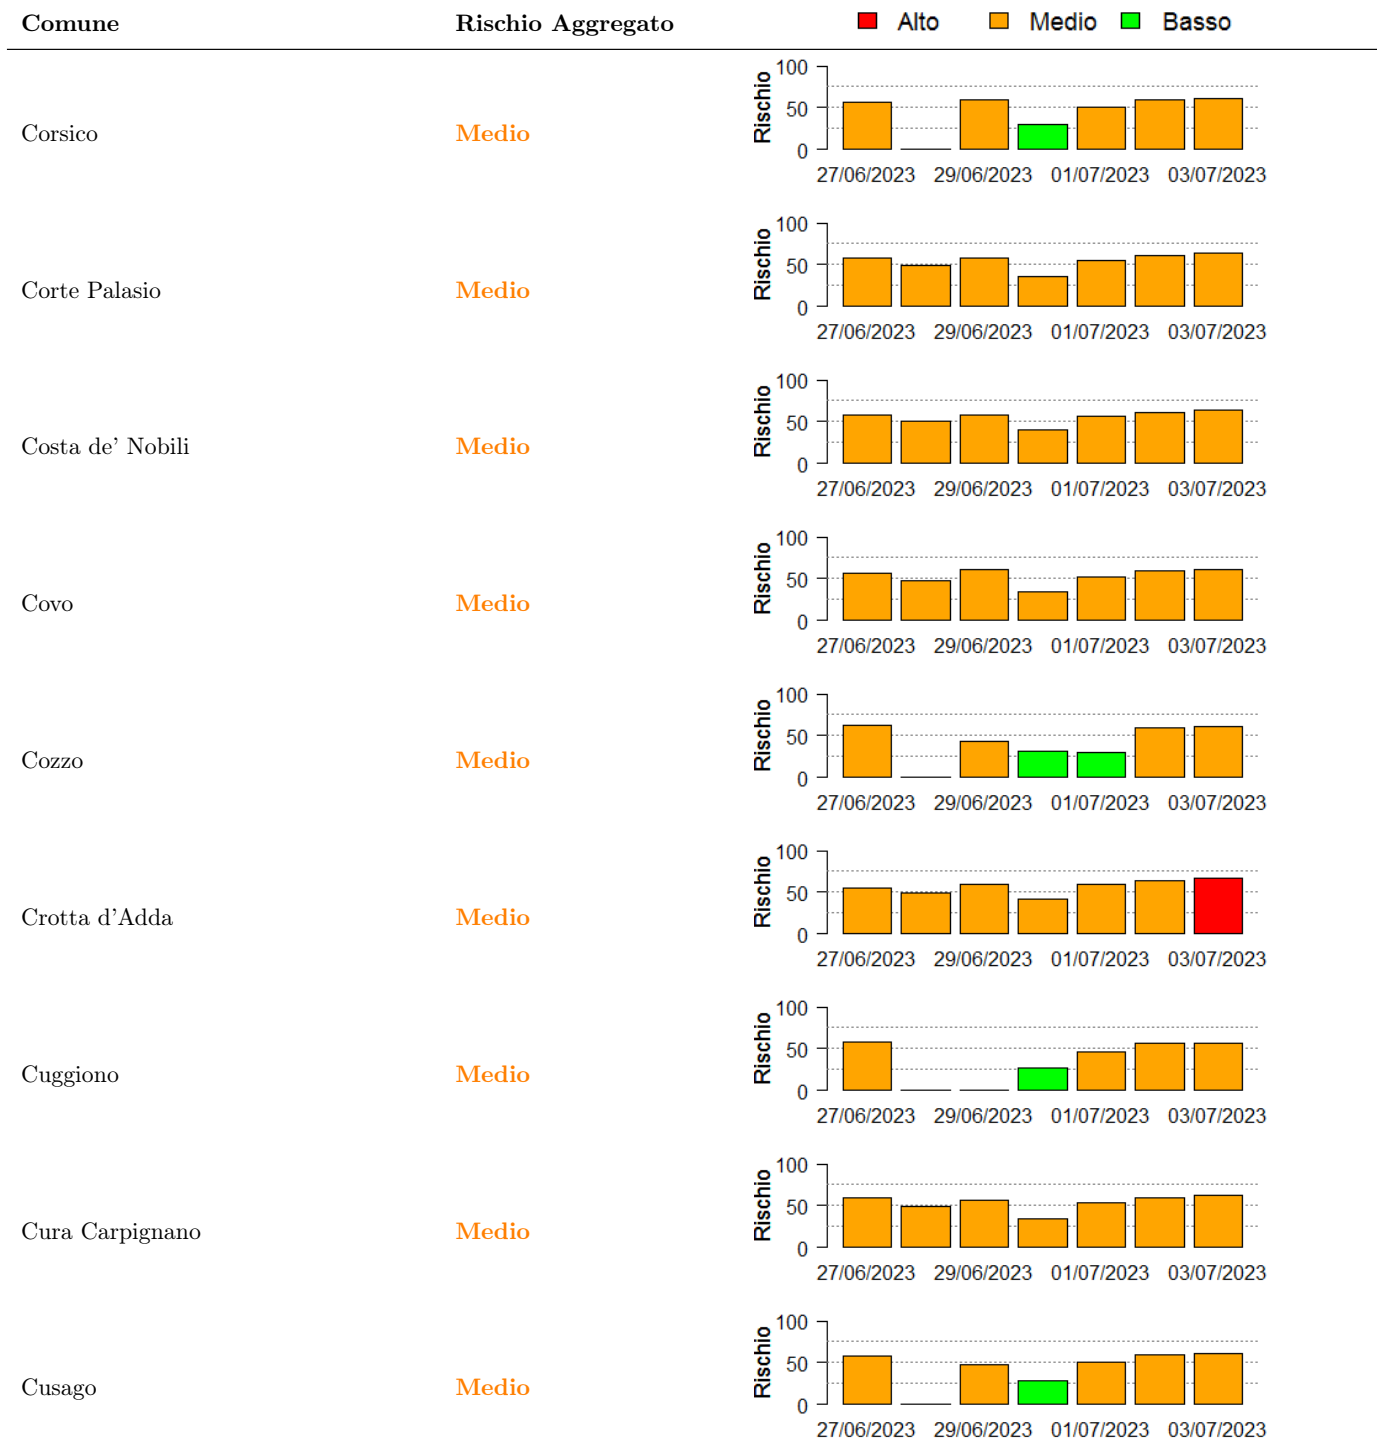 Comune Rischio Aggregato Alto Medio Basso
Corsico Medio
Rischio
100
50
0
27/06/2023 29/06/2023 01/07/2023 03/07/2023
Corte Palasio Medio
Rischio
100
50
0
27/06/2023 29/06/2023 01/07/2023 03/07/2023
Costa de' Nobili Medio
Rischio
100
50
0
27/06/2023 29/06/2023 01/07/2023 03/07/2023
Covo Medio
Rischio
100
50
0
27/06/2023 29/06/2023 01/07/2023 03/07/2023
Cozzo Medio
Rischio
100
50
0
27/06/2023 29/06/2023 01/07/2023 03/07/2023
Crotta d'Adda Medio
Rischio
100
50
0
27/06/2023 29/06/2023 01/07/2023 03/07/2023
Cuggiono Medio
Rischio
100
50
0
27/06/2023 29/06/2023 01/07/2023 03/07/2023
Cura Carpignano Medio
Rischio
100
50
0
27/06/2023 29/06/2023 01/07/2023 03/07/2023
Cusago Medio
Rischio
100
50
0
27/06/2023 29/06/2023 01/07/2023 03/07/2023